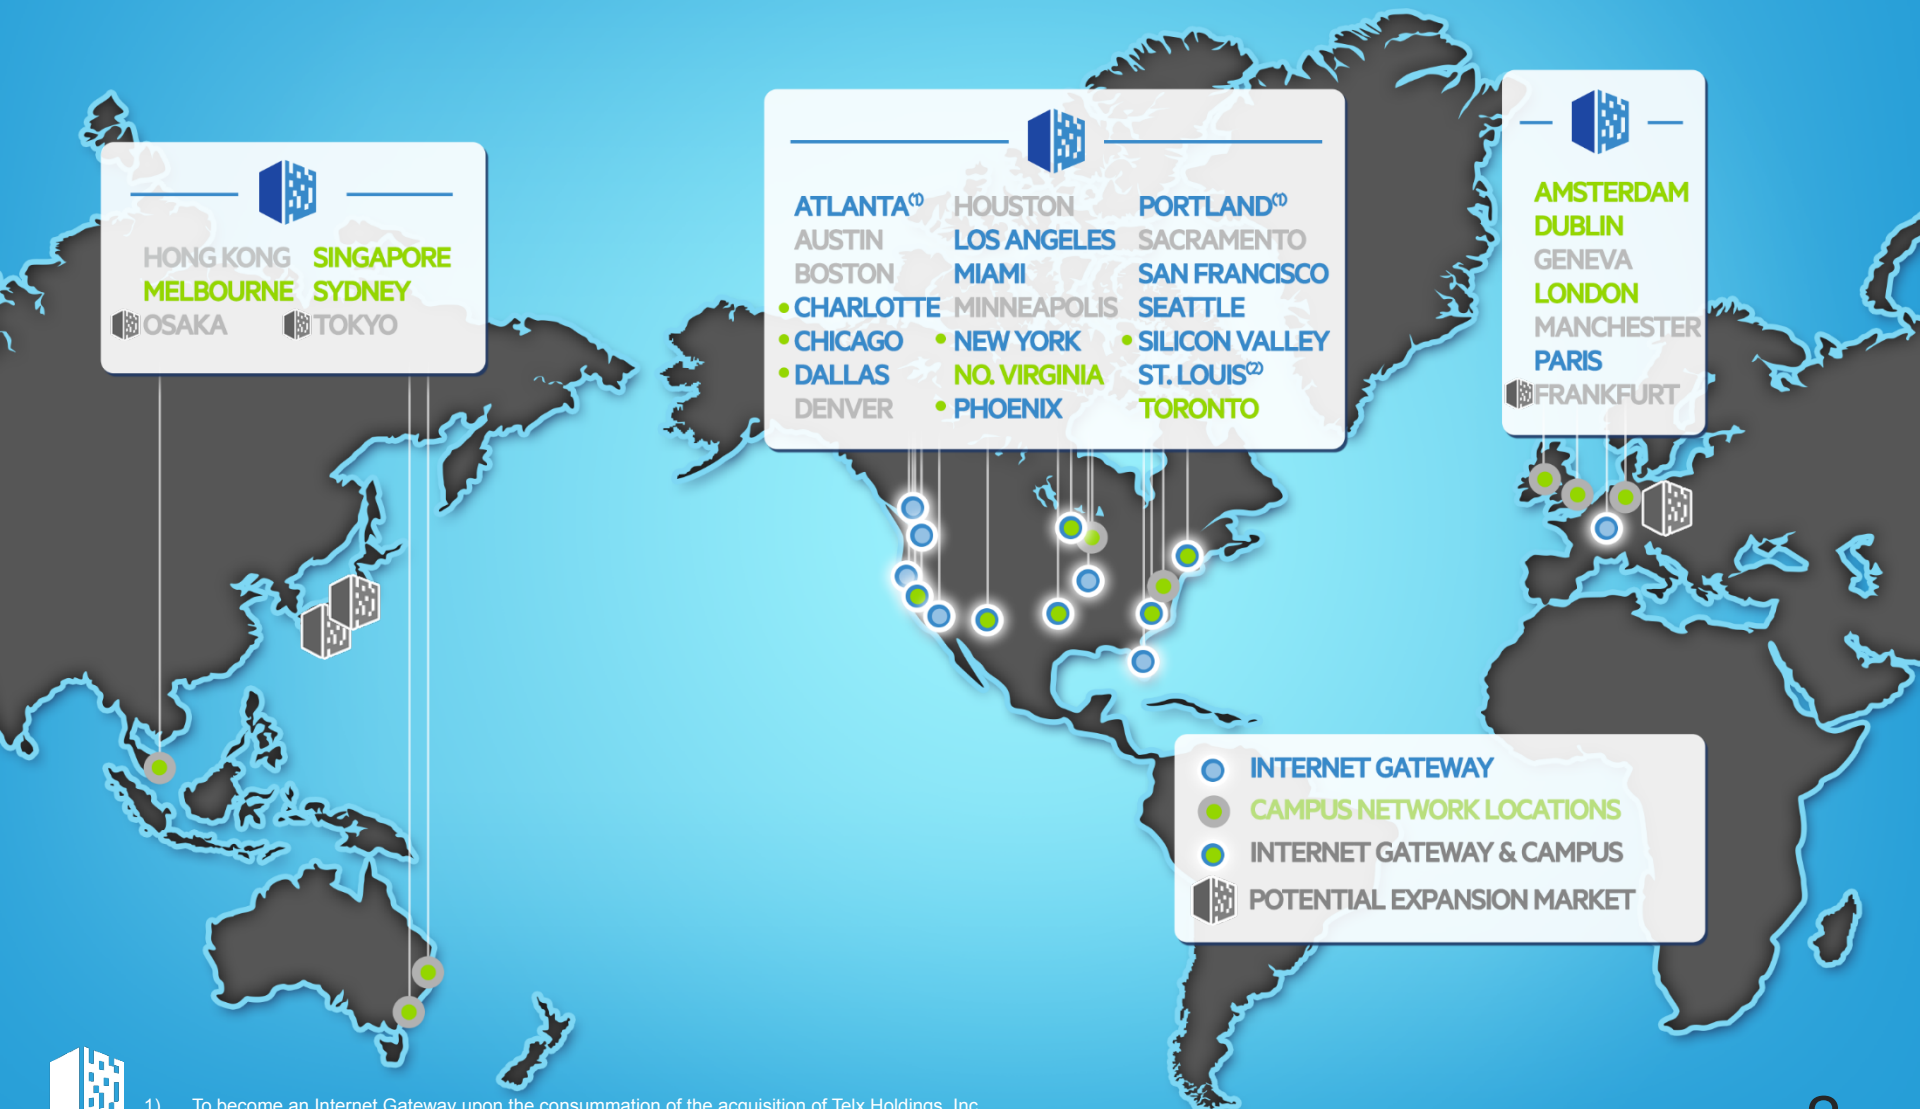 HONG KONG SINGAPORE
MELBOURNE SYDNEY
OSAKA TOKYO
ATLANTA(1) HOUSTON PORTLAND(1)
AUSTIN LOS ANGELES SACRAMENTO
BOSTON MIAMI SAN FRANCISCO
• CHARLOTTE MINNEAPOLIS SEATTLE
• CHICAGO • NEW YORK • SILICON VALLEY
• DALLAS NO. VIRGINIA ST. LOUIS(2)
DENVER • PHOENIX TORONTO
AMSTERDAM
DUBLIN
GENEVA
LONDON
MANCHESTER
PARIS
FRANKFURT
INTERNET GATEWAY
CAMPUS NETWORK LOCATIONS
INTERNET GATEWAY & CAMPUS
POTENTIAL EXPANSION MARKET
1) To become an Internet Gateway upon the consummation of the acquisition of Telx Holdings, Inc.